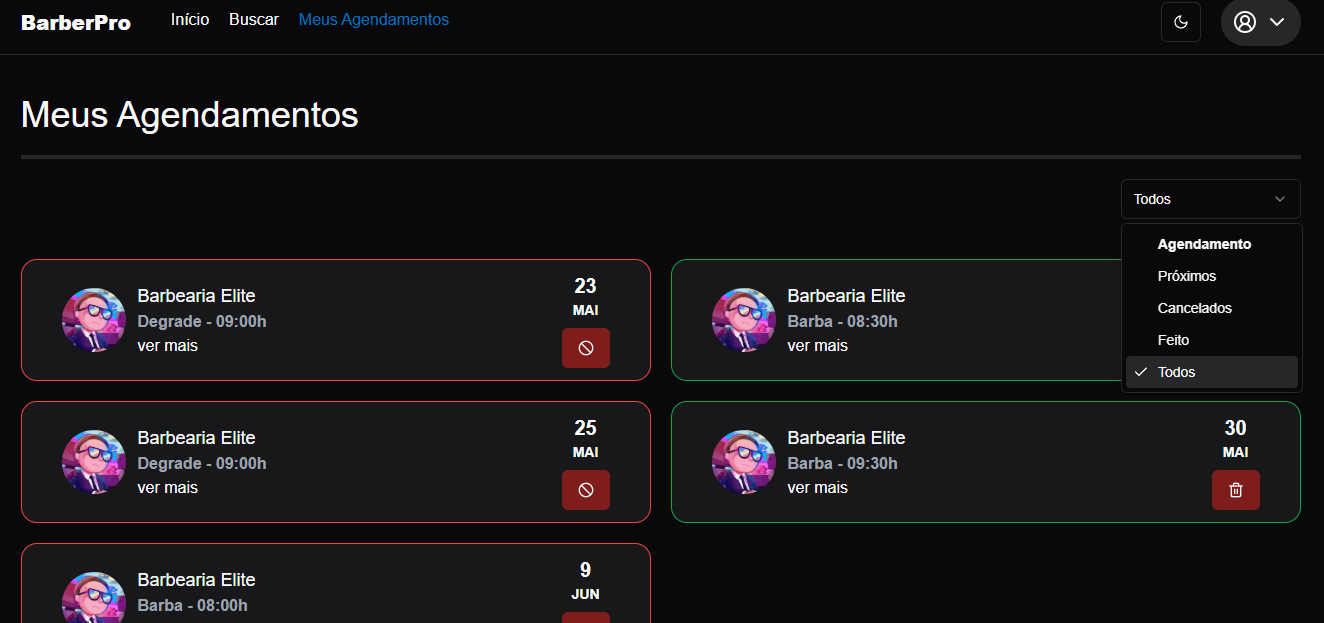 BarberPro
Início Buscar Meus Agendamentos
Meus Agendamentos
Todos
Agendamento
Próximos
Cancelados
Feito
Todos
Barbearia Elite
Degrade - 09:00h
ver mais
23
MAI
Barbearia Elite
Barba - 08:30h
ver mais
Barbearia Elite
Degrade - 09:00h
ver mais
25
MAI
Barbearia Elite
Barba - 09:30h
ver mais
30
MAI
Barbearia Elite
Barba - 08:00h
9
JUN